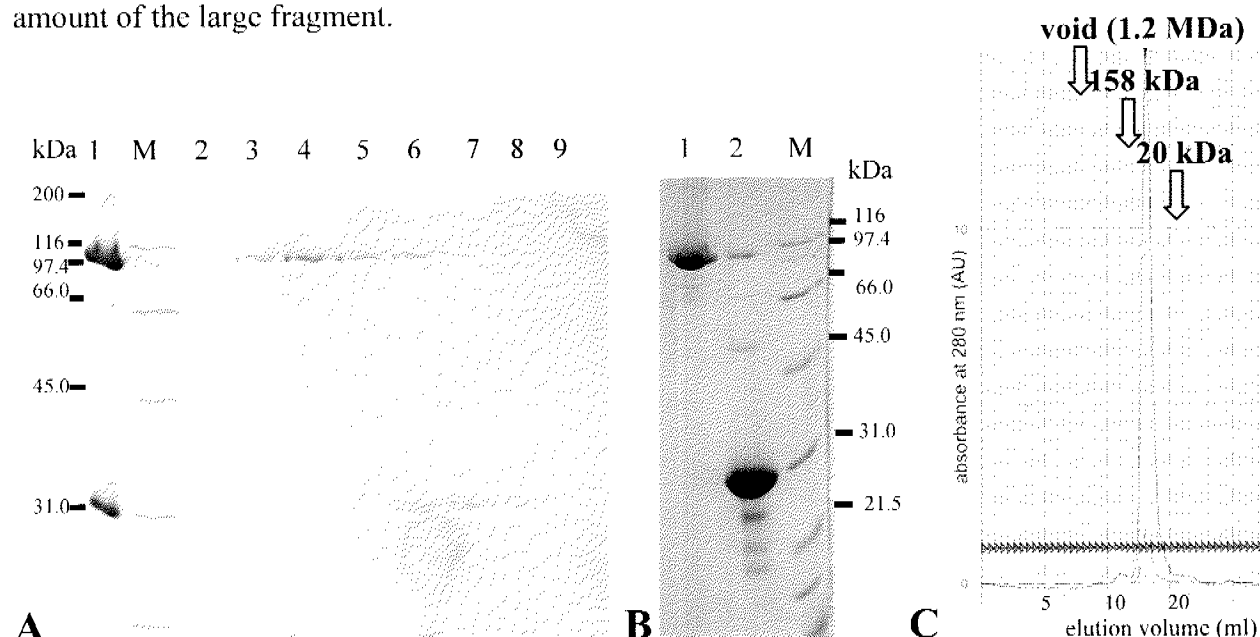 amount of the large fragment.
kDa 1 M 2 3 4 5 6 7 8 9
200
116
97.4
66.0
45.0
31.0
A
1 2 M
kDa
116
97.4
66.0
45.0
31.0
21.5
B
void (1.2 MDa)
158 kDa
20 kDa
absorbance at 280 nm (AU)
0
5 10 20
elution volume (ml)
C